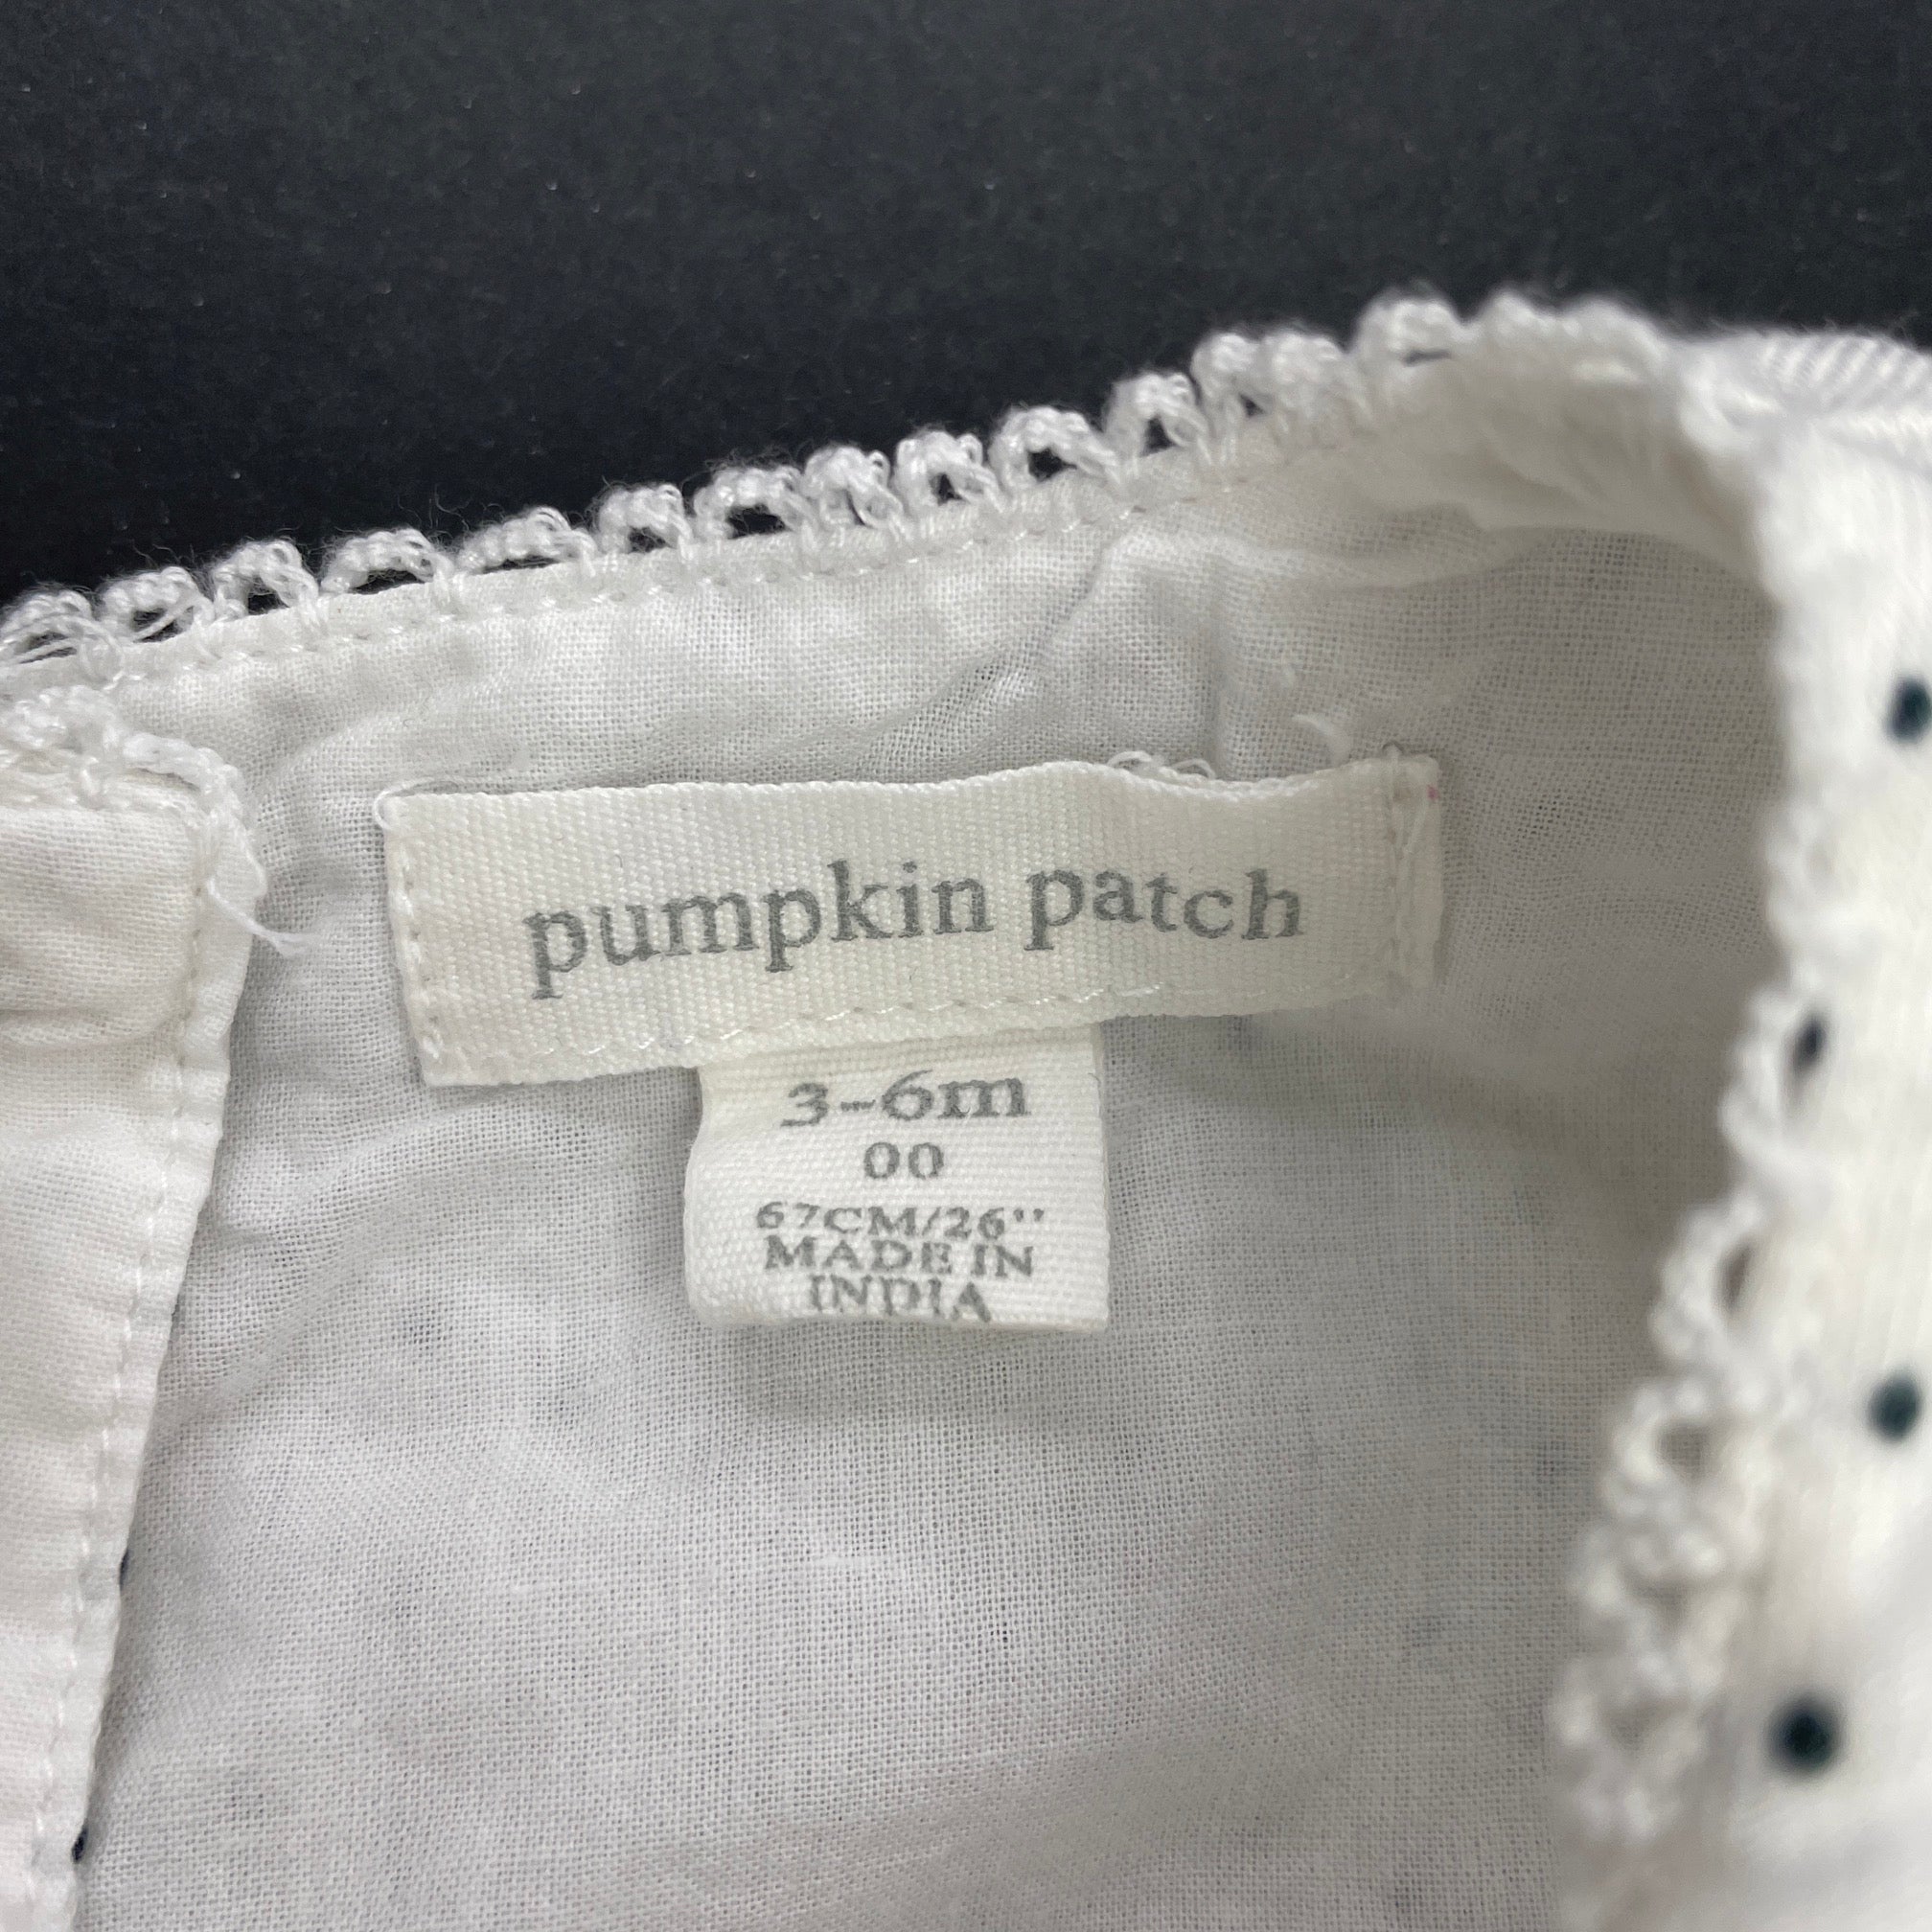 pumpkin patch
3-6m
00
67CM/26"
MADE IN
INDIA